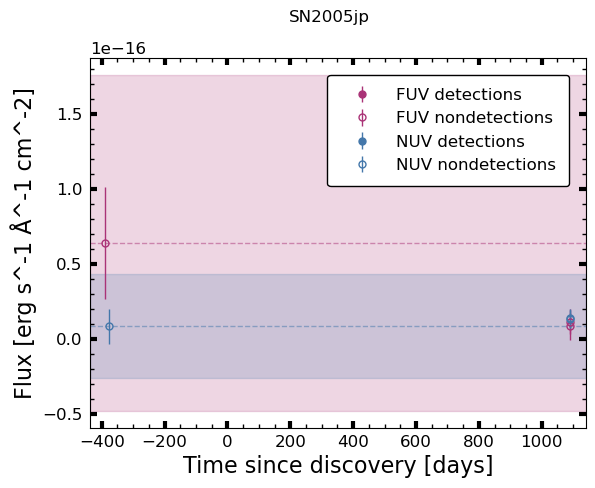 SN2005jp
1e−16
FUV detections
FUV nondetections
NUV detections
NUV nondetections
1.5
1.0
0.5
0.0
−0.5
Flux [erg s^-1 Å^-1 cm^-2]
−400 −200 0 200 400 600 800 1000
Time since discovery [days]